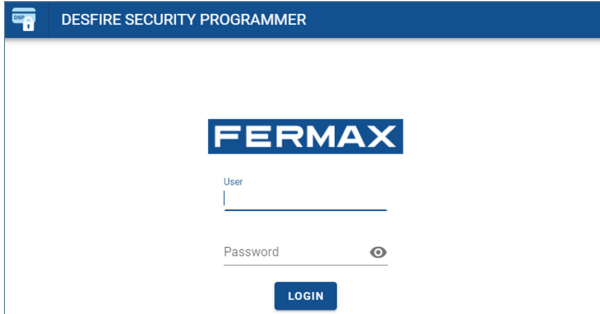 DESFIRE SECURITY PROGRAMMER
FERMAX
User
Password
LOGIN